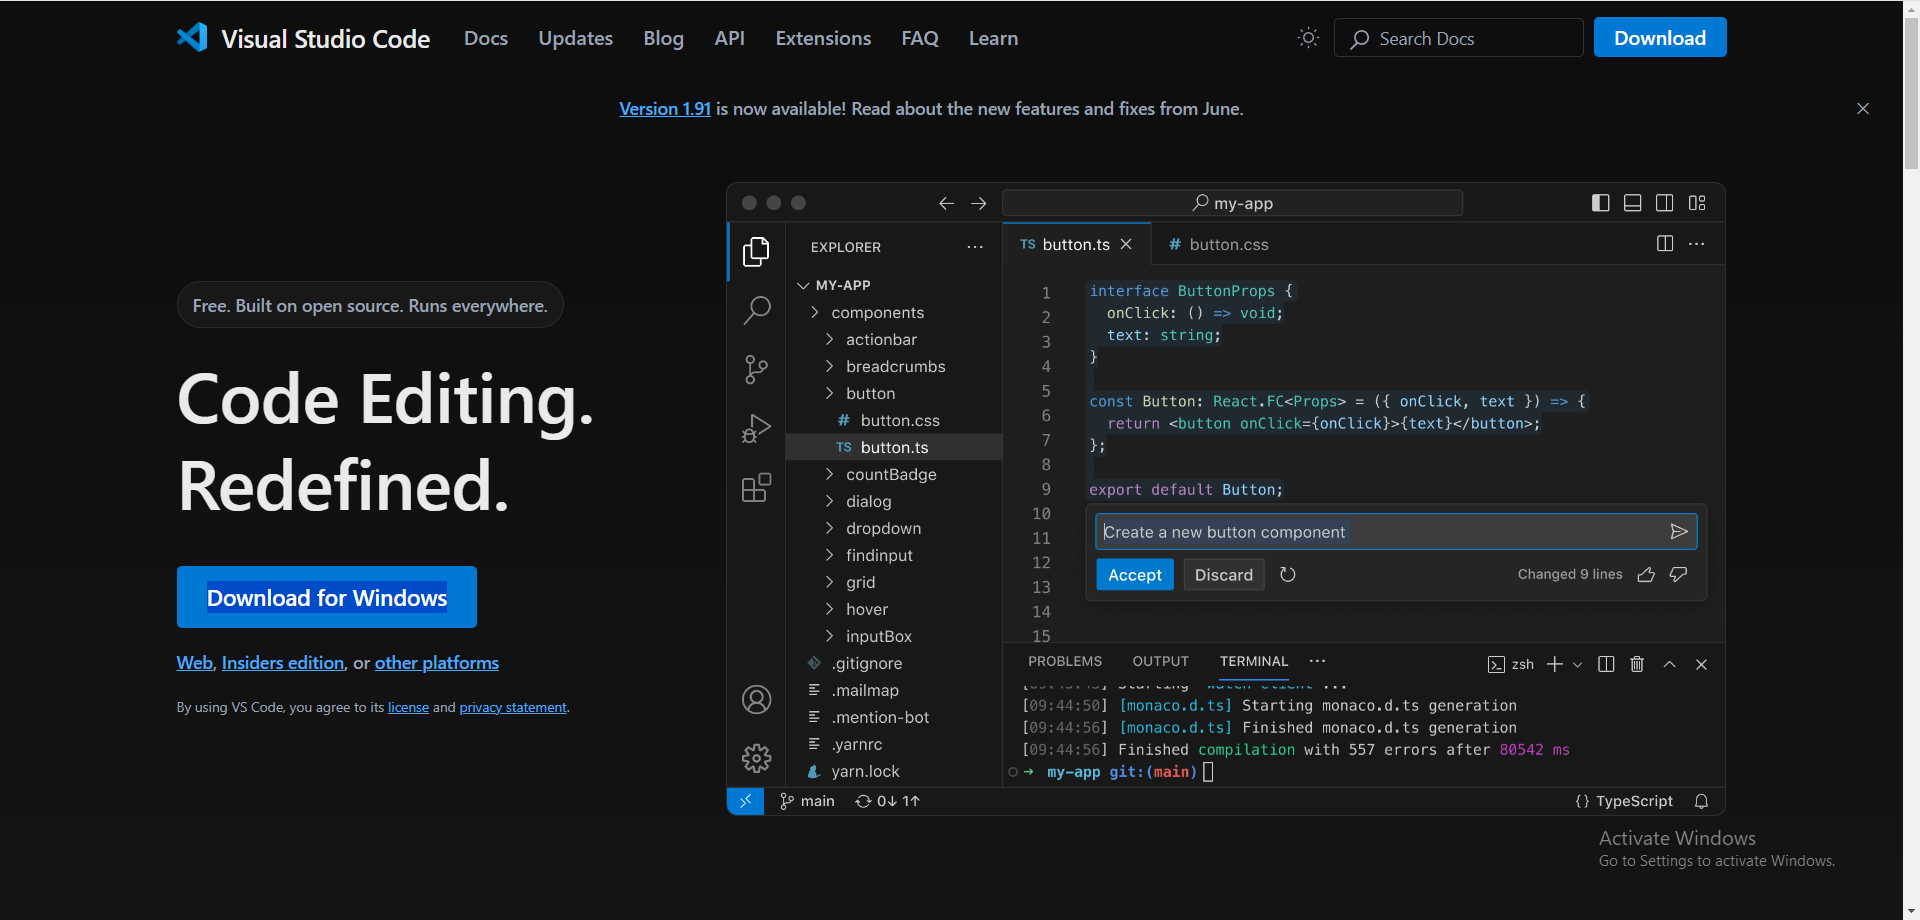 Visual Studio Code Docs Updates Blog API Extensions FAQ Learn Search Docs Download
Version 1.91 is now available! Read about the new features and fixes from June.
Free. Built on open source. Runs everywhere.
Code Editing.
Redefined.
Download for Windows
Web, Insiders edition, or other platforms
By using VS Code, you agree to its license and privacy statement.
my-app
EXPLORER
MY-APP
components
actionbar
breadcrumbs
button
# button.css
TS button.ts
countBadge
dialog
dropdown
findinput
grid
hover
inputBox
.gitignore
.mailmap
.mention-bot
.yarnrc
yarn.lock
TS button.ts # button.css
1
2
3
4
5
6
7
8
9
10
11
12
13
14
15
interface ButtonProps {
onClick: () => void;
text: string;
}
const Button: React.FC<Props> = ({ onClick, text }) => {
return <button onClick={onClick}>{text}</button>;
};
export default Button;
Create a new button component
Accept Discard Changed 9 lines
PROBLEMS OUTPUT TERMINAL ··· zsh
Starting watch-client ...
[09:44:50] [monaco.d.ts] Starting monaco.d.ts generation
[09:44:56] [monaco.d.ts] Finished monaco.d.ts generation
[09:44:56] Finished compilation with 557 errors after 80542 ms
my-app git:(main)
main 0↓ 1↑ {} TypeScript
Activate Windows
Go to Settings to activate Windows.